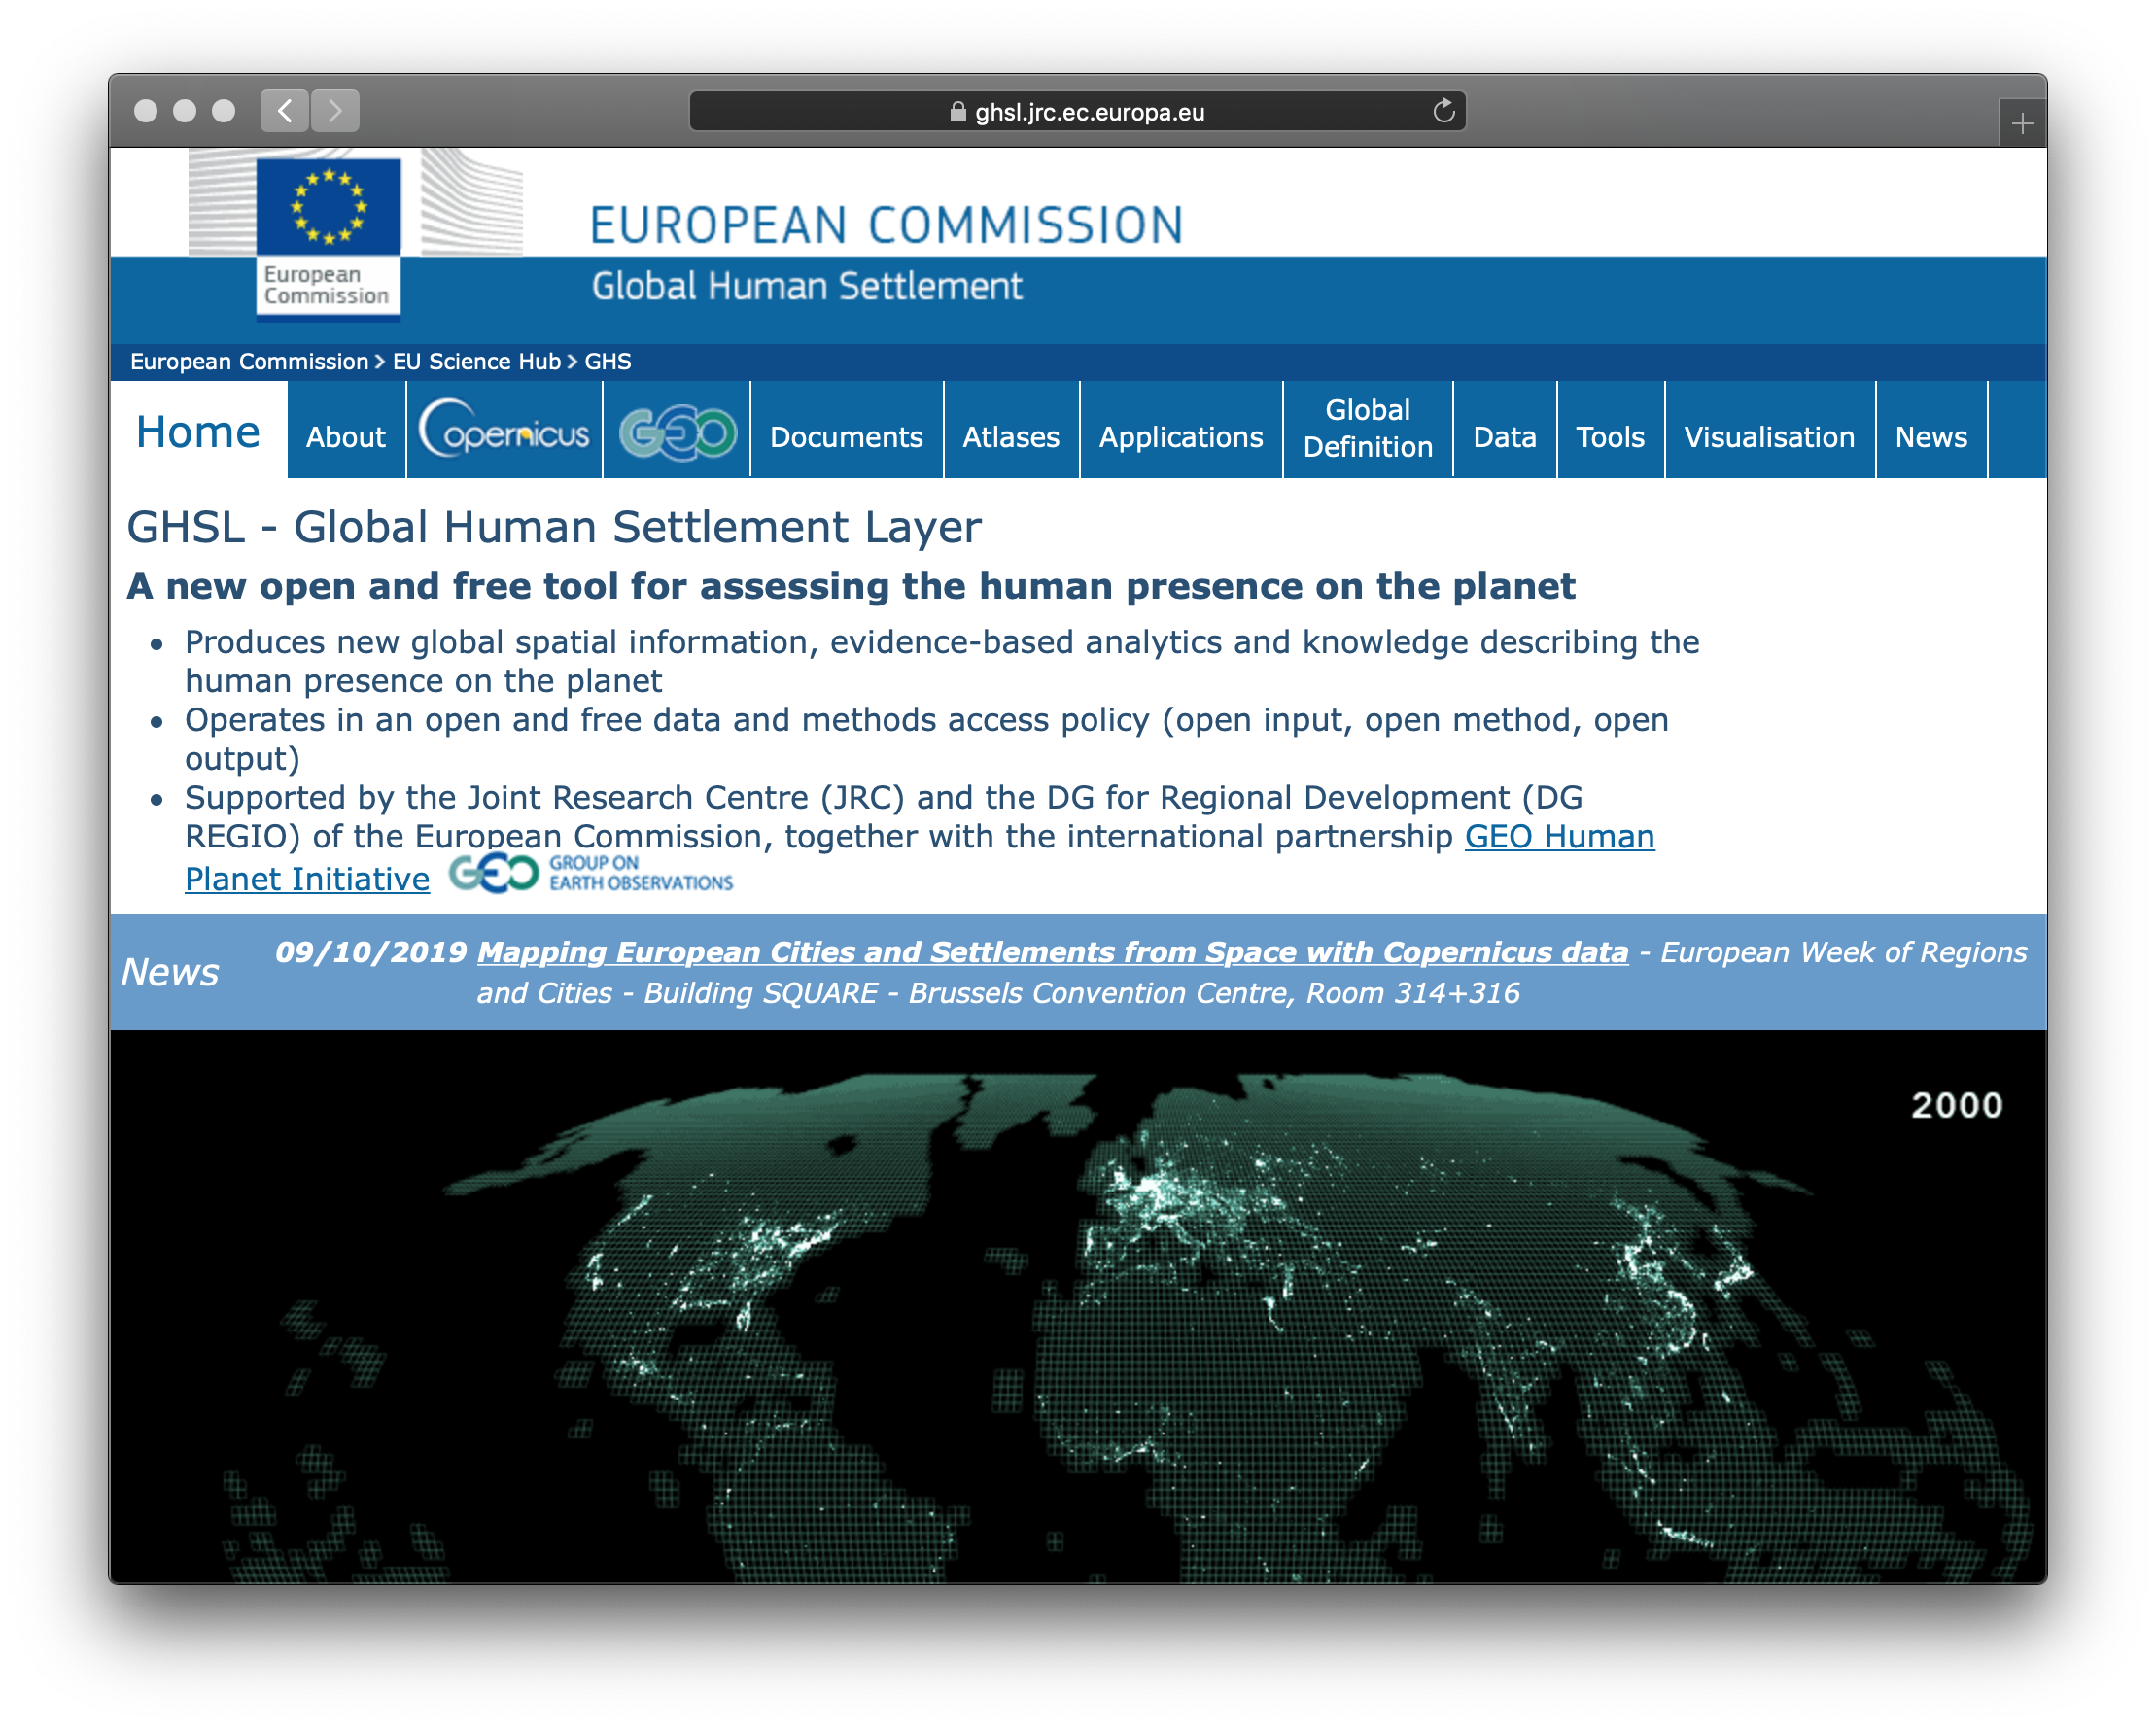 ghsl.jrc.ec.europa.eu
European
Commission
EUROPEAN COMMISSION
Global Human Settlement
European Commission > EU Science Hub > GHS
Home
About
Copernicus
GEO
Documents
Atlases
Applications
Global
Definition
Data
Tools
Visualisation
News
GHSL - Global Human Settlement Layer
A new open and free tool for assessing the human presence on the planet
• Produces new global spatial information, evidence-based analytics and knowledge describing the
human presence on the planet
• Operates in an open and free data and methods access policy (open input, open method, open
output)
• Supported by the Joint Research Centre (JRC) and the DG for Regional Development (DG
REGIO) of the European Commission, together with the international partnership GEO Human
Planet Initiative GEO GROUP ON
EARTH OBSERVATIONS
News
09/10/2019 Mapping European Cities and Settlements from Space with Copernicus data - European Week of Regions
and Cities - Building SQUARE - Brussels Convention Centre, Room 314+316
2000